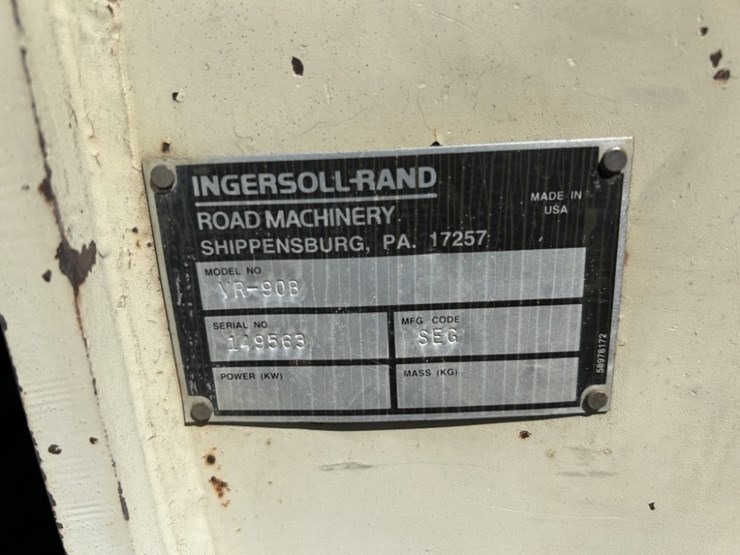 INGERSOLL-RAND
ROAD MACHINERY
SHIPPENSBURG, PA. 17257
MADE IN
USA
MODEL NO
VR-90B
SERIAL NO
149563
MFG CODE
SEG
POWER (KW)
MASS (KG)
58978172